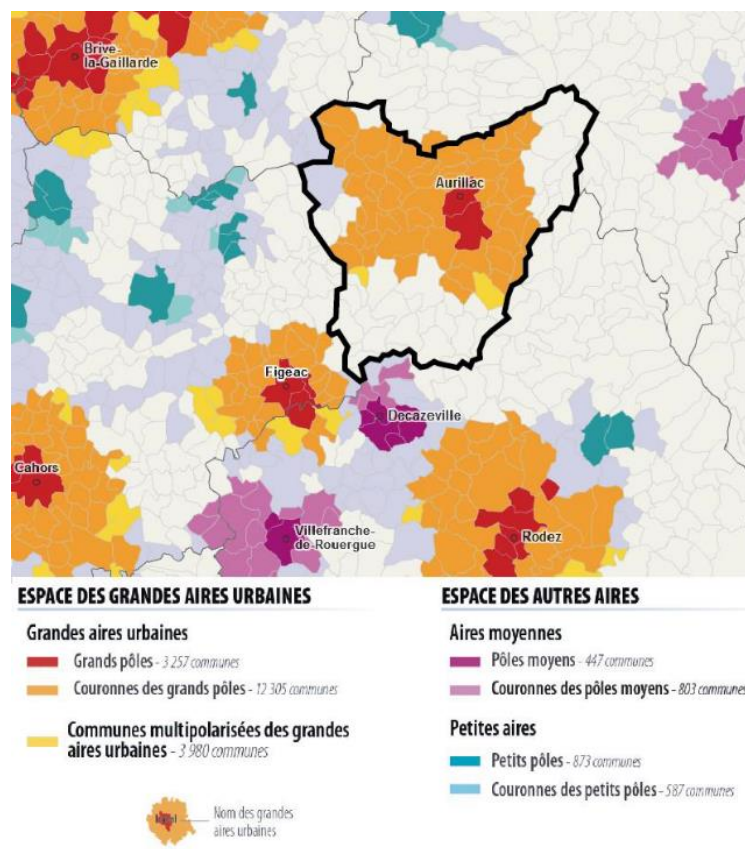 Brive-
la-Gaillarde
Aurillac
Figeac
Decazeville
Cahors
Villefranche-
de-Rouergue
Rodez
ESPACE DES GRANDES AIRES URBAINES
Grandes aires urbaines
Grands pôles - 3 257 communes
Couronnes des grands pôles - 12 305 communes
Communes multipolarisées des grandes
aires urbaines - 3 980 communes
Nom des grandes
aires urbaines
ESPACE DES AUTRES AIRES
Aires moyennes
Pôles moyens - 447 communes
Couronnes des pôles moyens - 803 communes
Petites aires
Petits pôles - 873 communes
Couronnes des petits pôles - 587 communes